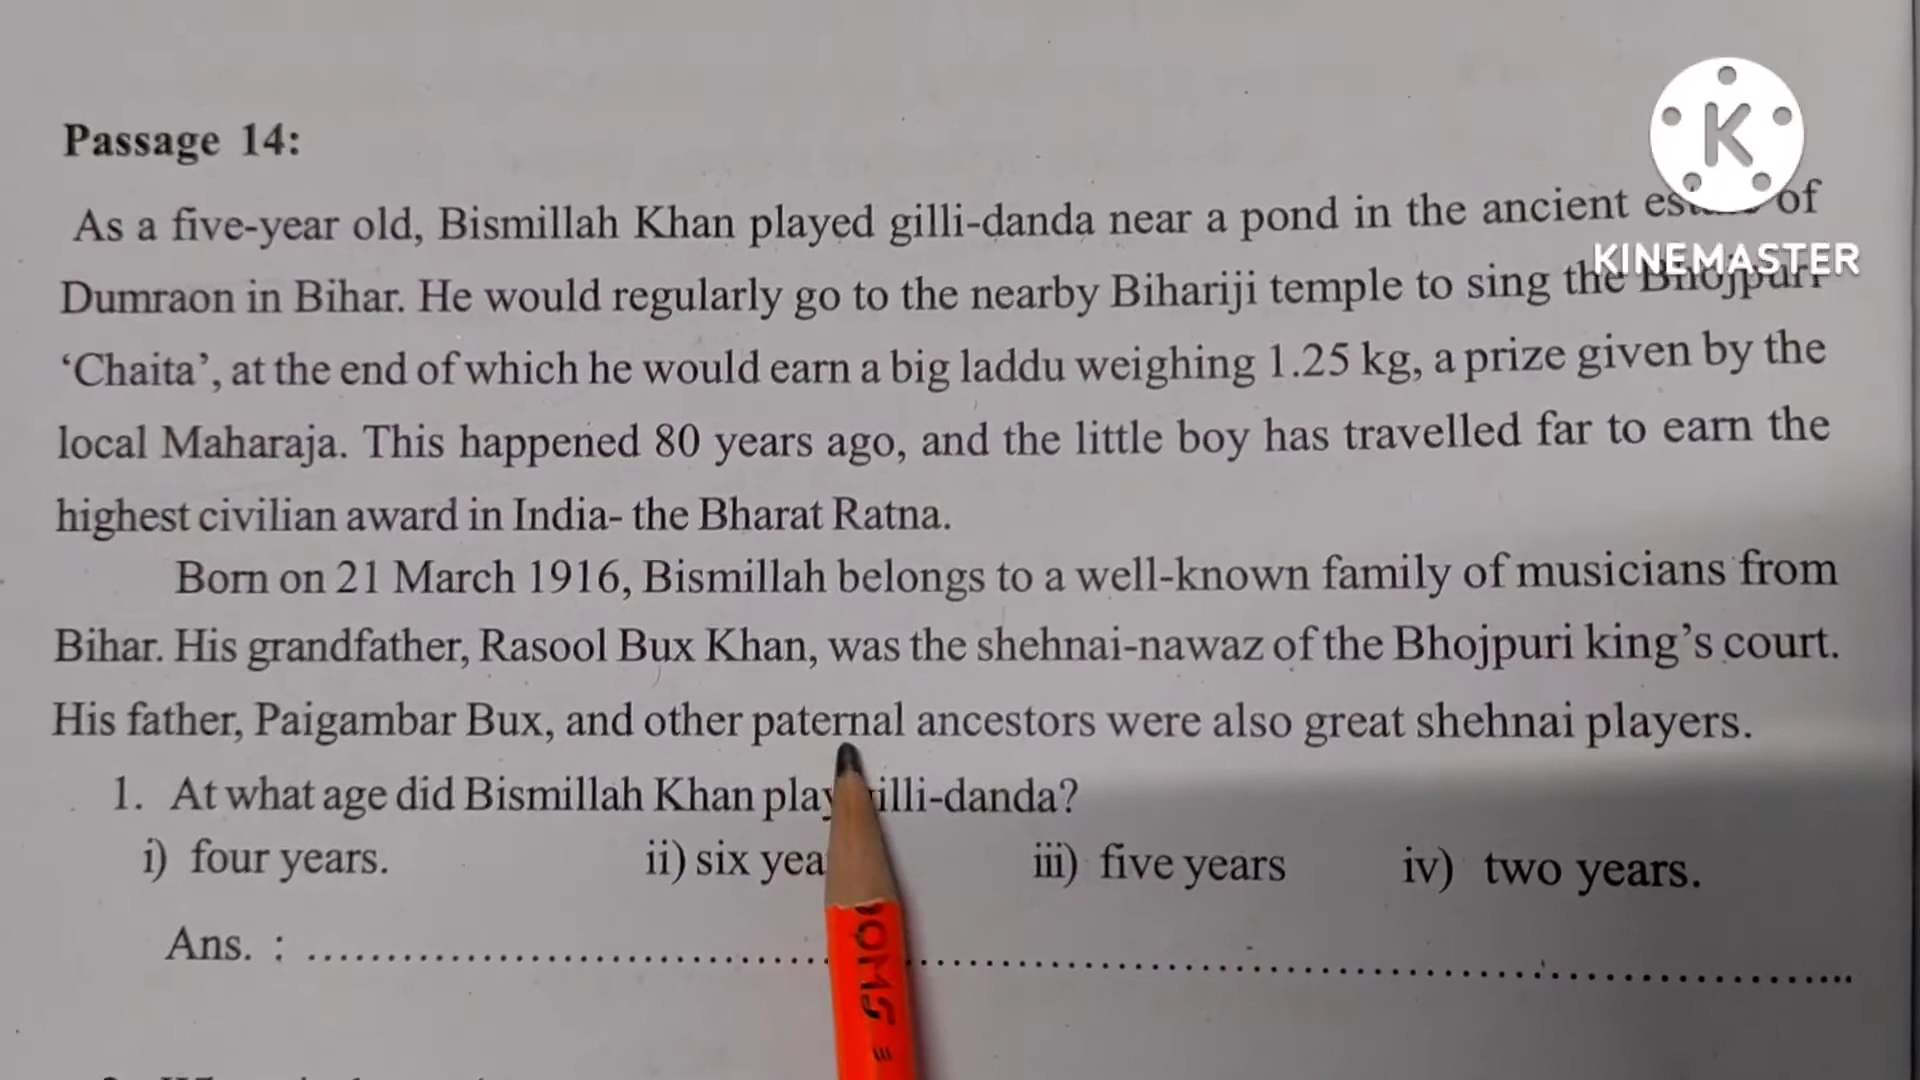 Passage 14:
As a five-year old, Bismillah Khan played gilli-danda near a pond in the ancient of
Dumraon in Bihar. He would regularly go to the nearby Bihariji temple to sing the Bhojpuri
‘Chaita’, at the end of which he would earn a big laddu weighing 1.25 kg, a prize given by the
local Maharaja. This happened 80 years ago, and the little boy has travelled far to earn the
highest civilian award in India- the Bharat Ratna.
Born on 21 March 1916, Bismillah belongs to a well-known family of musicians from
Bihar. His grandfather, Rasool Bux Khan, was the shehnai-nawaz of the Bhojpuri king’s court.
His father, Paigambar Bux, and other paternal ancestors were also great shehnai players.
1. At what age did Bismillah Khan play illi-danda?
i) four years. ii) six yea iii) five years iv) two years.
Ans. :
K
KINEMASTER
DOMS